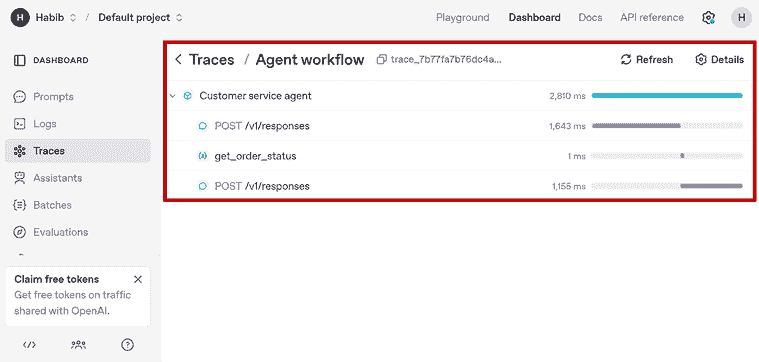 H Habib / Default project Playground Dashboard Docs API reference H
DASHBOARD
Prompts
Logs
Traces
Assistants
Batches
Evaluations
Claim free tokens
Get free tokens on traffic
shared with OpenAI.
Traces / Agent workflow trace_7b77fa7b76dc4a... Refresh Details
Customer service agent 2,810 ms
POST /v1/responses 1,643 ms
get_order_status 1 ms
POST /v1/responses 1,155 ms